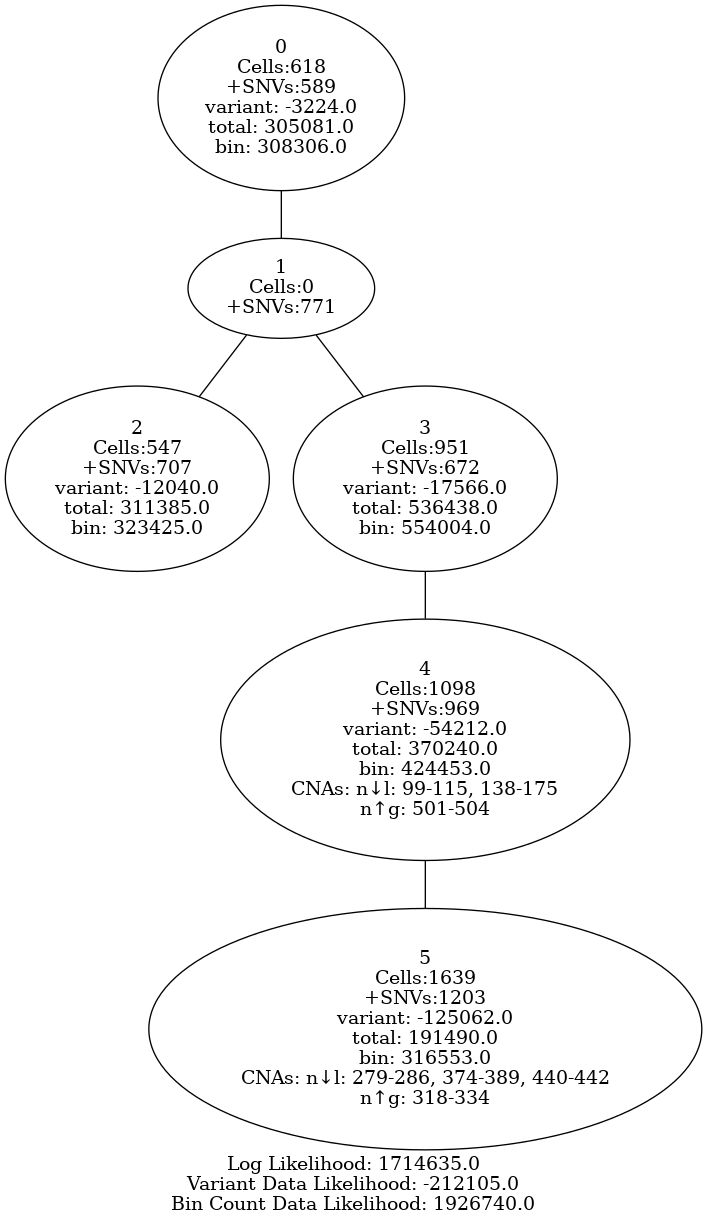 0
Cells:618
+SNVs:589
variant: -3224.0
total: 305081.0
bin: 308306.0
1
Cells:0
+SNVs:771
2
Cells:547
+SNVs:707
variant: -12040.0
total: 311385.0
bin: 323425.0
3
Cells:951
+SNVs:672
variant: -17566.0
total: 536438.0
bin: 554004.0
4
Cells:1098
+SNVs:969
variant: -54212.0
total: 370240.0
bin: 424453.0
CNAs: n↓l: 99-115, 138-175
n↑g: 501-504
5
Cells:1639
+SNVs:1203
variant: -125062.0
total: 191490.0
bin: 316553.0
CNAs: n↓l: 279-286, 374-389, 440-442
n↑g: 318-334
Log Likelihood: 1714635.0
Variant Data Likelihood: -212105.0
Bin Count Data Likelihood: 1926740.0